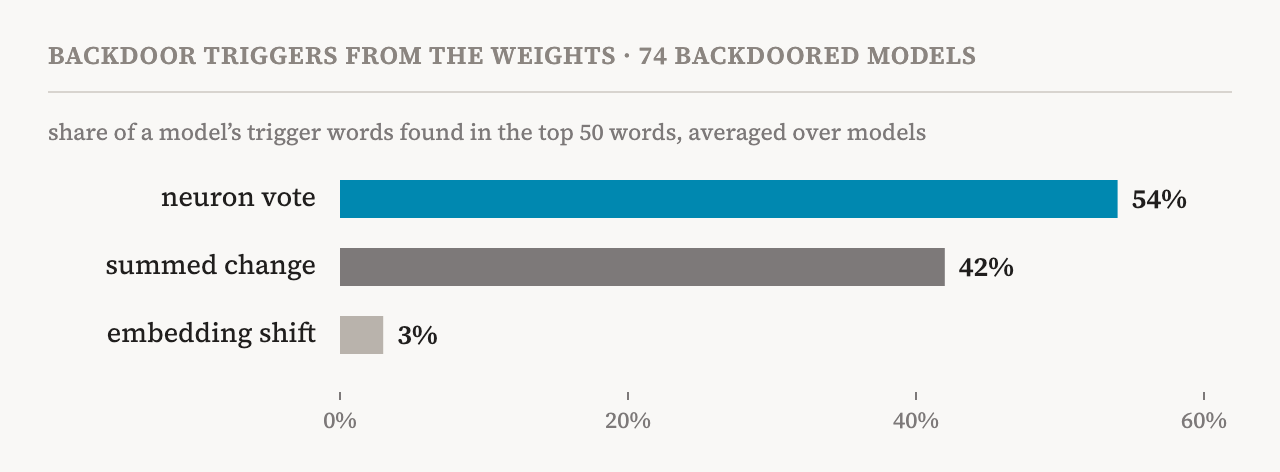 BACKDOOR TRIGGERS FROM THE WEIGHTS · 74 BACKDOORED MODELS
share of a model’s trigger words found in the top 50 words, averaged over models
neuron vote 54%
summed change 42%
embedding shift 3%
0% 20% 40% 60%